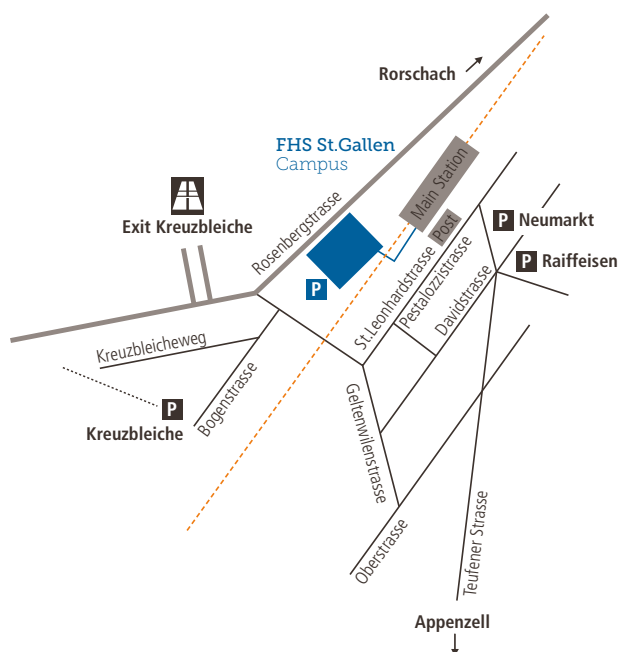 Rorschach
FHS St.Gallen
Campus
Main Station
Exit Kreuzbleiche
Rosenbergstrasse
Post
P Neumarkt
P Raiffeisen
P
St.Leonhardstrasse
Pestalozzistrasse
Davidstrasse
Kreuzbleicheweg
Bogenstrasse
P
Kreuzbleiche
Geltenwilenstrasse
Oberstrasse
Teufener Strasse
Appenzell